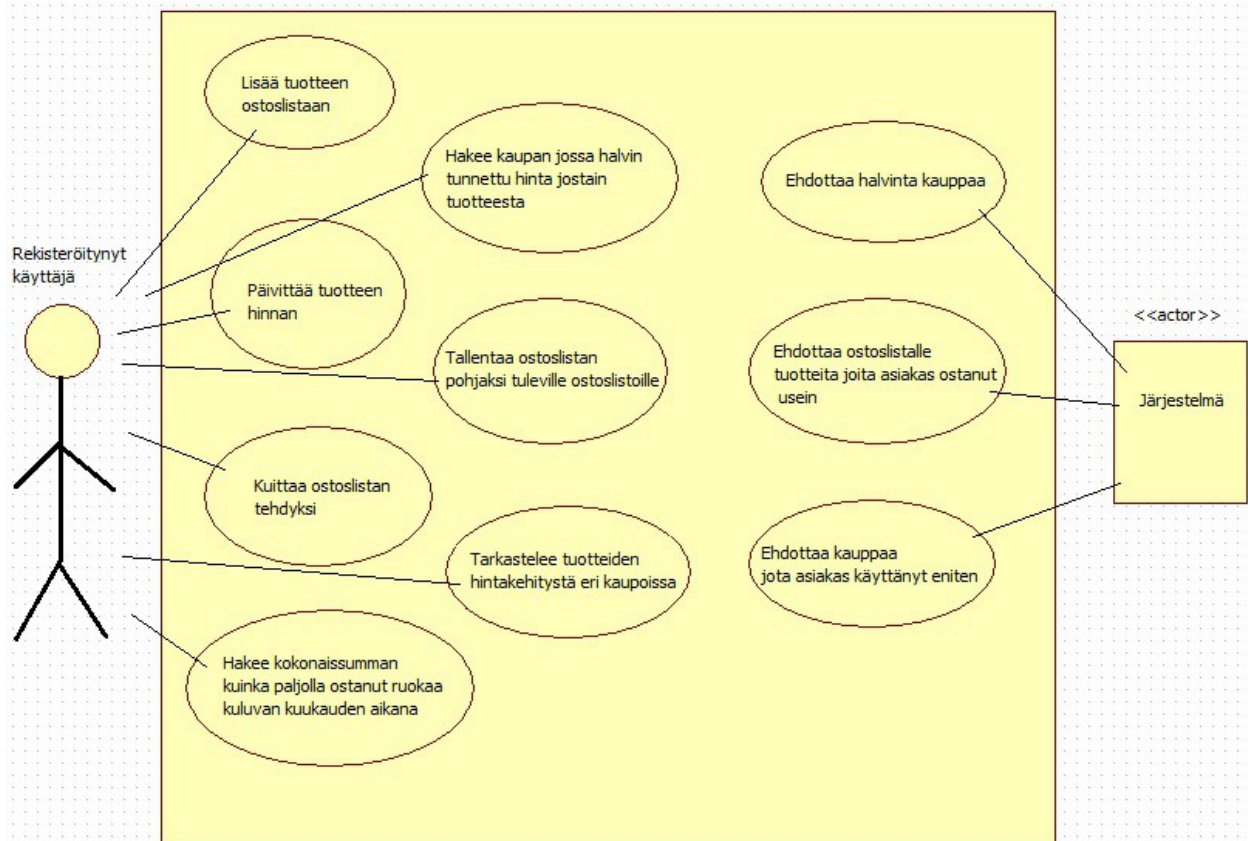 Lisää tuotteen
ostoslistaan
Hakee kaupan jossa halvin
tunnettu hinta jostain
tuotteesta
Ehdottaa halvinta kauppaa
Rekisteröitynyt
käyttäjä
Päivittää tuotteen
hinnan
<<actor>>
Järjestelmä
Tallentaa ostoslistan
pohjaksi tuleville ostoslistoille
Ehdottaa ostoslistalle
tuotteita joita asiakas ostanut
usein
Kuittaa ostoslistan
tehdyksi
Tarkastelee tuotteiden
hintakehitystä eri kaupoissa
Ehdottaa kauppaa
jota asiakas käyttänyt eniten
Hakee kokonaissumman
kuinka paljolla ostanut ruokaa
kuluvan kuukauden aikana